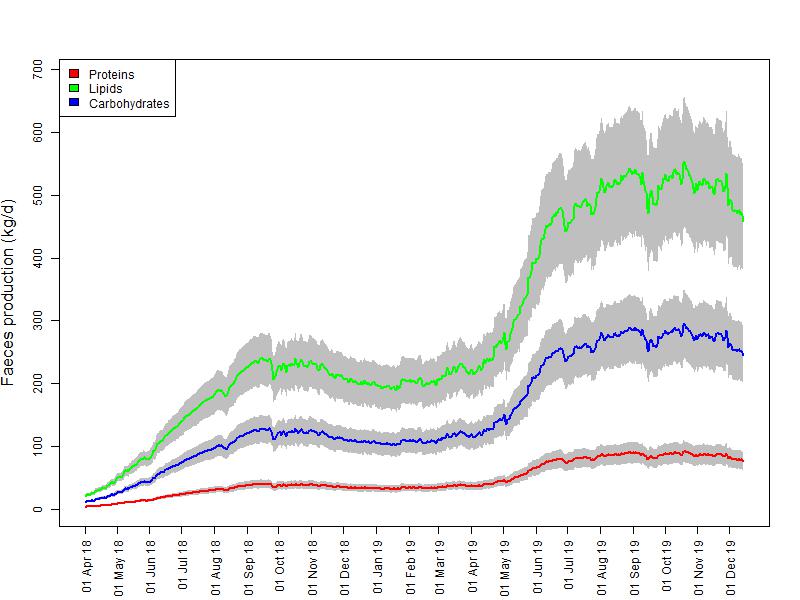 Proteins
Lipids
Carbohydrates
Faeces production (kg/d)
700
600
500
400
300
200
100
0
01 Apr 18
01 May 18
01 Jun 18
01 Jul 18
01 Aug 18
01 Sep 18
01 Oct 18
01 Nov 18
01 Dec 18
01 Jan 19
01 Feb 19
01 Mar 19
01 Apr 19
01 May 19
01 Jun 19
01 Jul 19
01 Aug 19
01 Sep 19
01 Oct 19
01 Nov 19
01 Dec 19